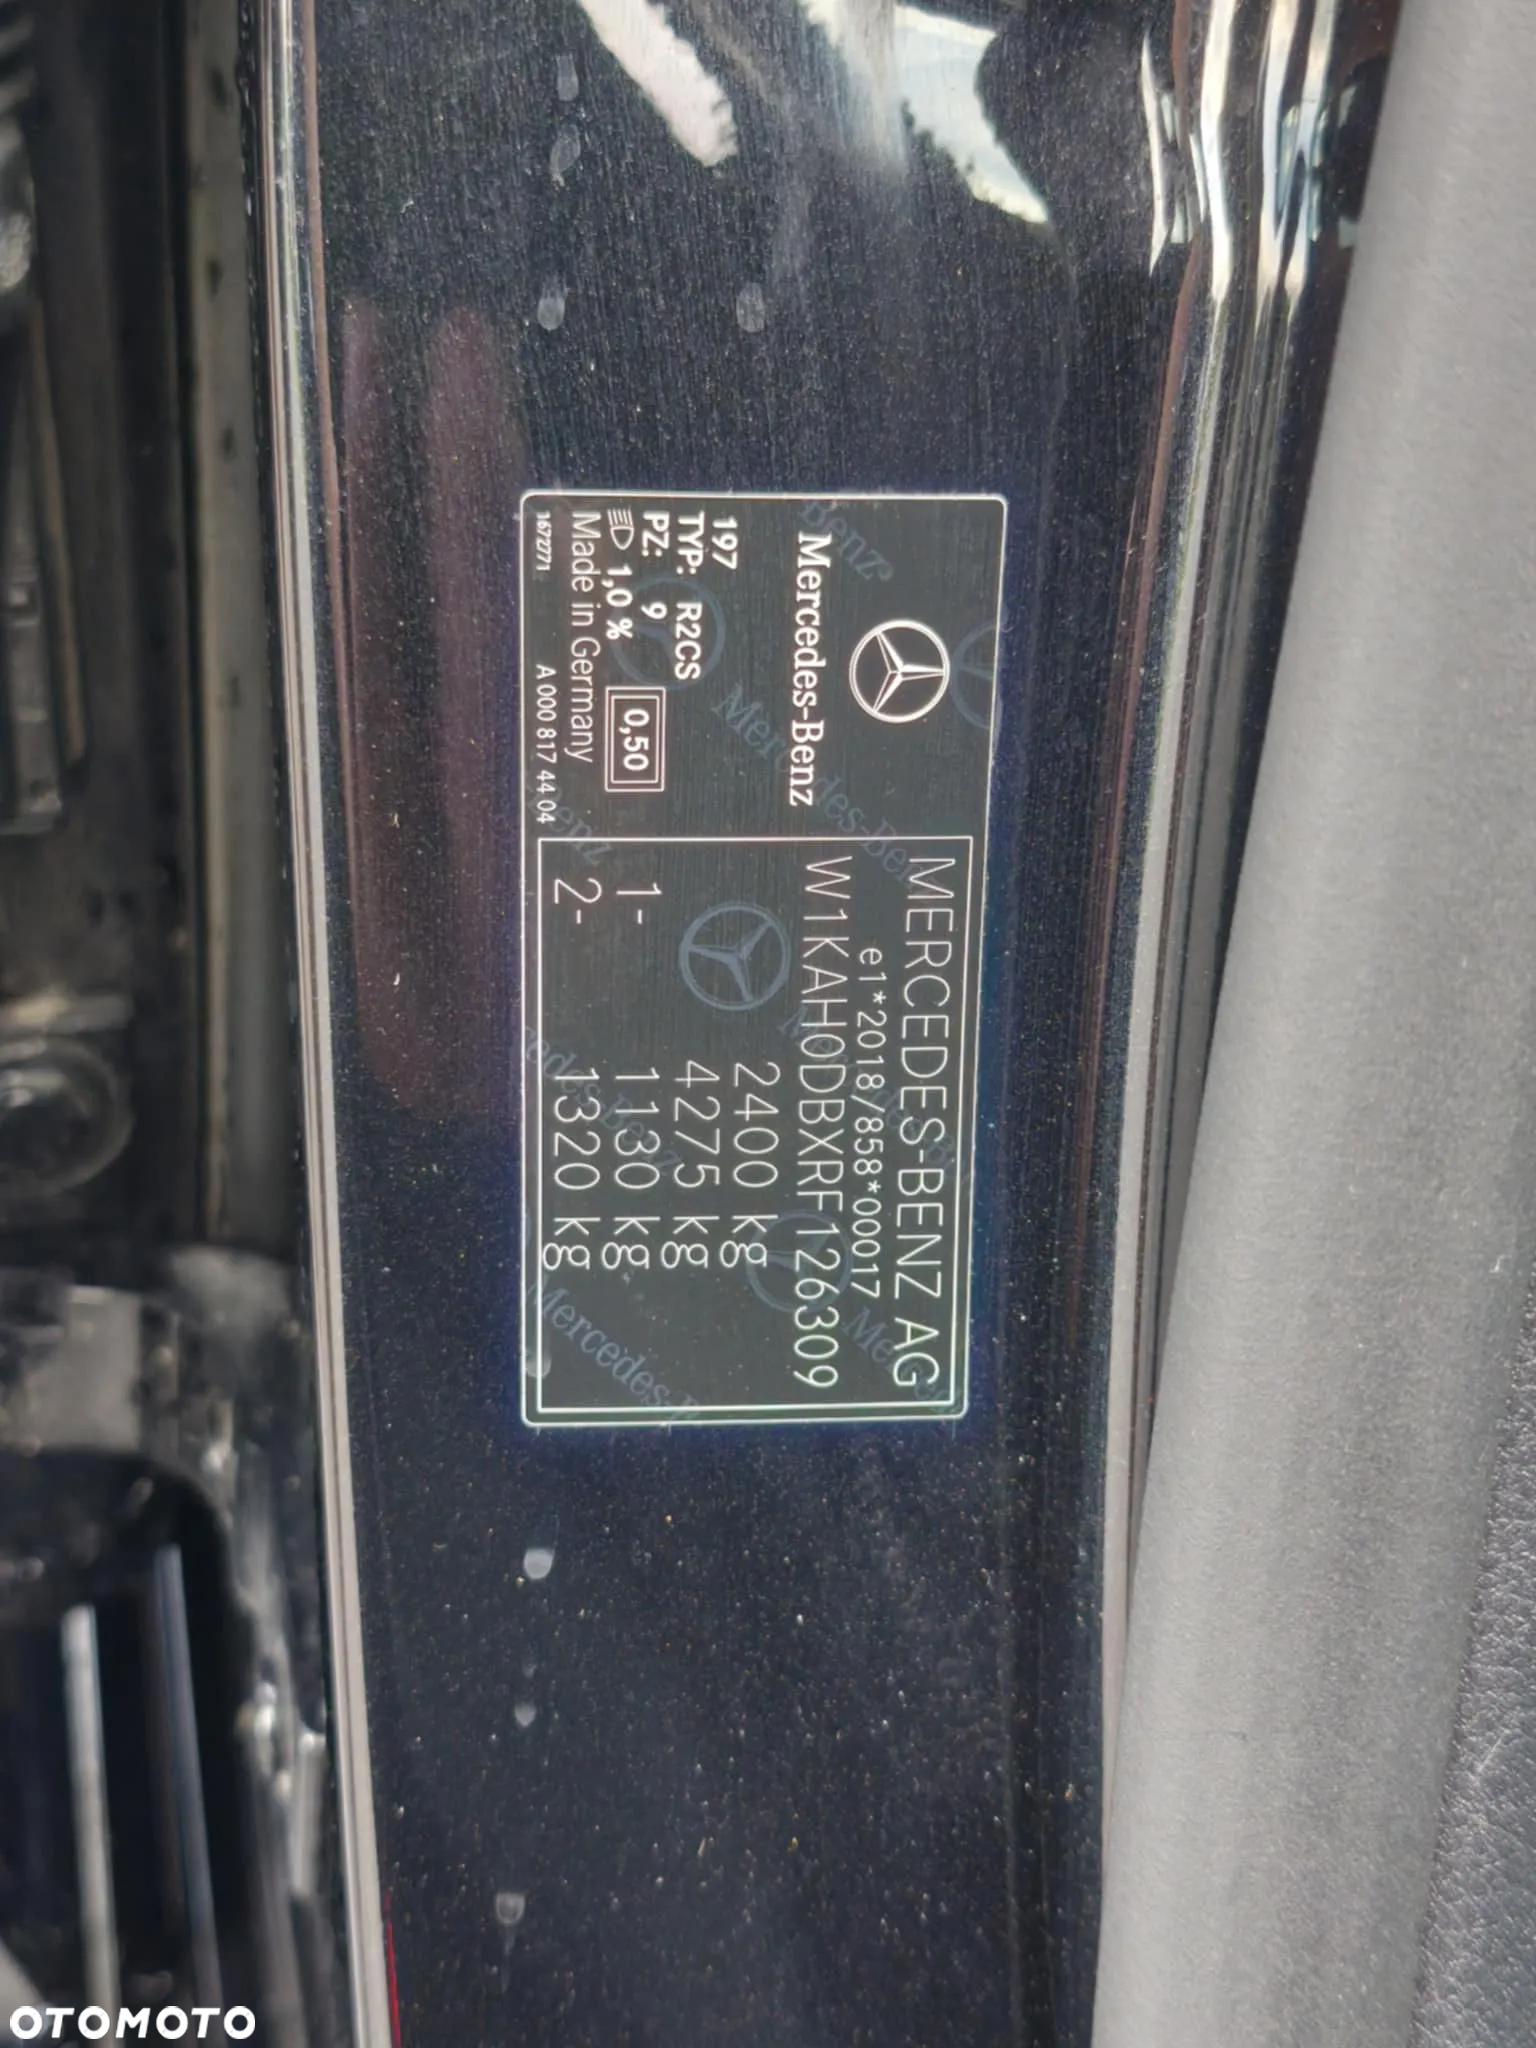 Mercedes-Benz
197
TYP: R2CS
PZ: 9
1,0 %
0,50
Made in Germany
1672771
A 000 817 44 04
MERCEDES-BENZ AG
e1*2018/858*00017
W1KAH0DBXRF126309
2400 kg
4275 kg
1- 1130 kg
2- 1320 kg
OTOMOTO